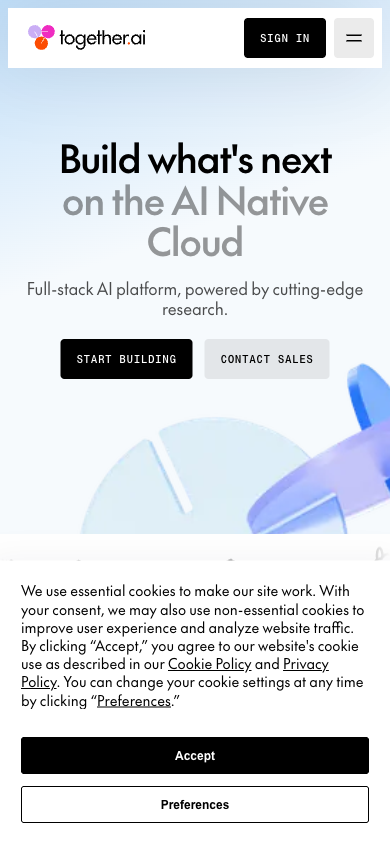 together.ai
SIGN IN
Build what's next
on the AI Native
Cloud
Full-stack AI platform, powered by cutting-edge
research.
START BUILDING
CONTACT SALES
We use essential cookies to make our site work. With
your consent, we may also use non-essential cookies to
improve user experience and analyze website traffic.
By clicking “Accept,” you agree to our website's cookie
use as described in our Cookie Policy and Privacy
Policy. You can change your cookie settings at any time
by clicking “Preferences.”
Accept
Preferences